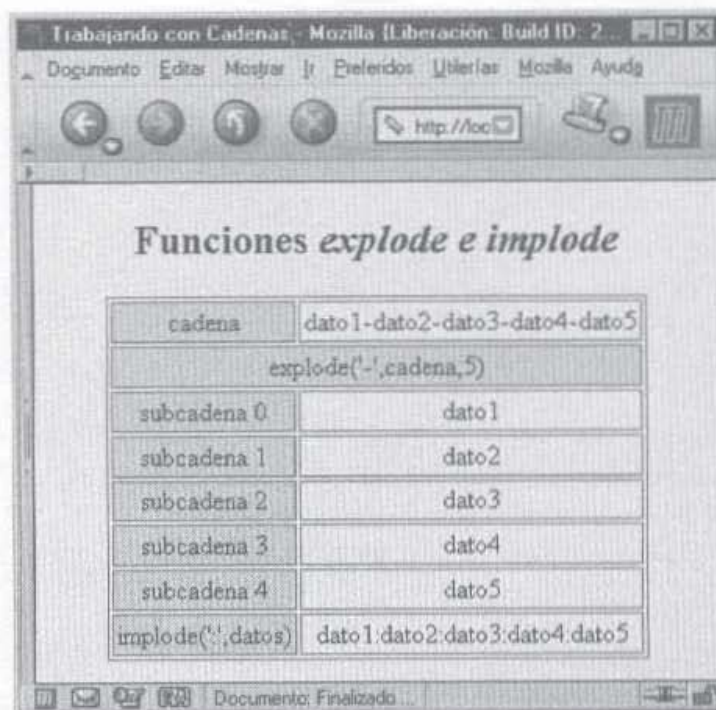 Trabajando con Cadenas - Mozilla {Liberación: Build ID: 2...
Documento Editar Mostrar Ir Preferidos Utilerías Mozilla Ayuda
http://loc
Funciones explode e implode
cadena dato1-dato2-dato3-dato4-dato5
explode('-',cadena,5)
subcadena 0 dato1
subcadena 1 dato2
subcadena 2 dato3
subcadena 3 dato4
subcadena 4 dato5
implode(':',datos) dato1:dato2:dato3:dato4:dato5
Documento: Finalizado...